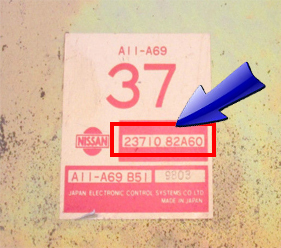 A11-A69
37
NISSAN 23710 82A60
A11-A69 B51 9803
JAPAN ELECTRONIC CONTROL SYSTEMS CO LTD
MADE IN JAPAN